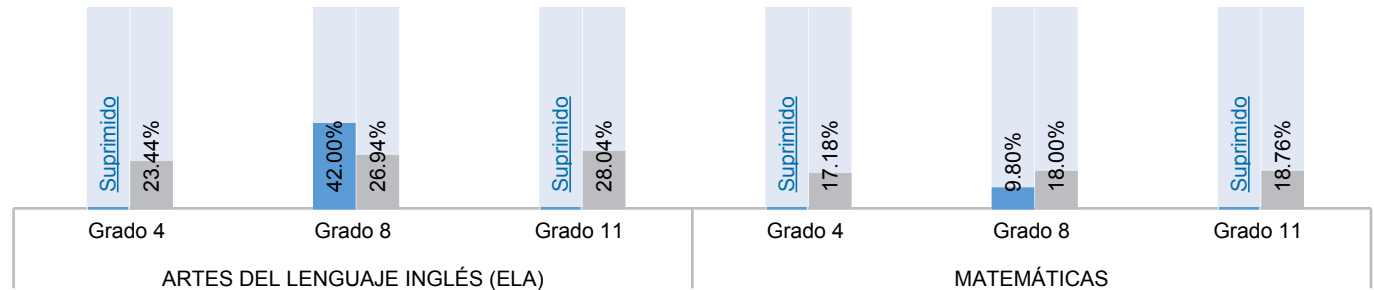 Suprimido
23.44%
42.00%
26.94%
Suprimido
28.04%
Suprimido
17.18%
9.80%
18.00%
Suprimido
18.76%
Grado 4
Grado 8
Grado 11
Grado 4
Grado 8
Grado 11
ARTES DEL LENGUAJE INGLÉS (ELA)
MATEMÁTICAS